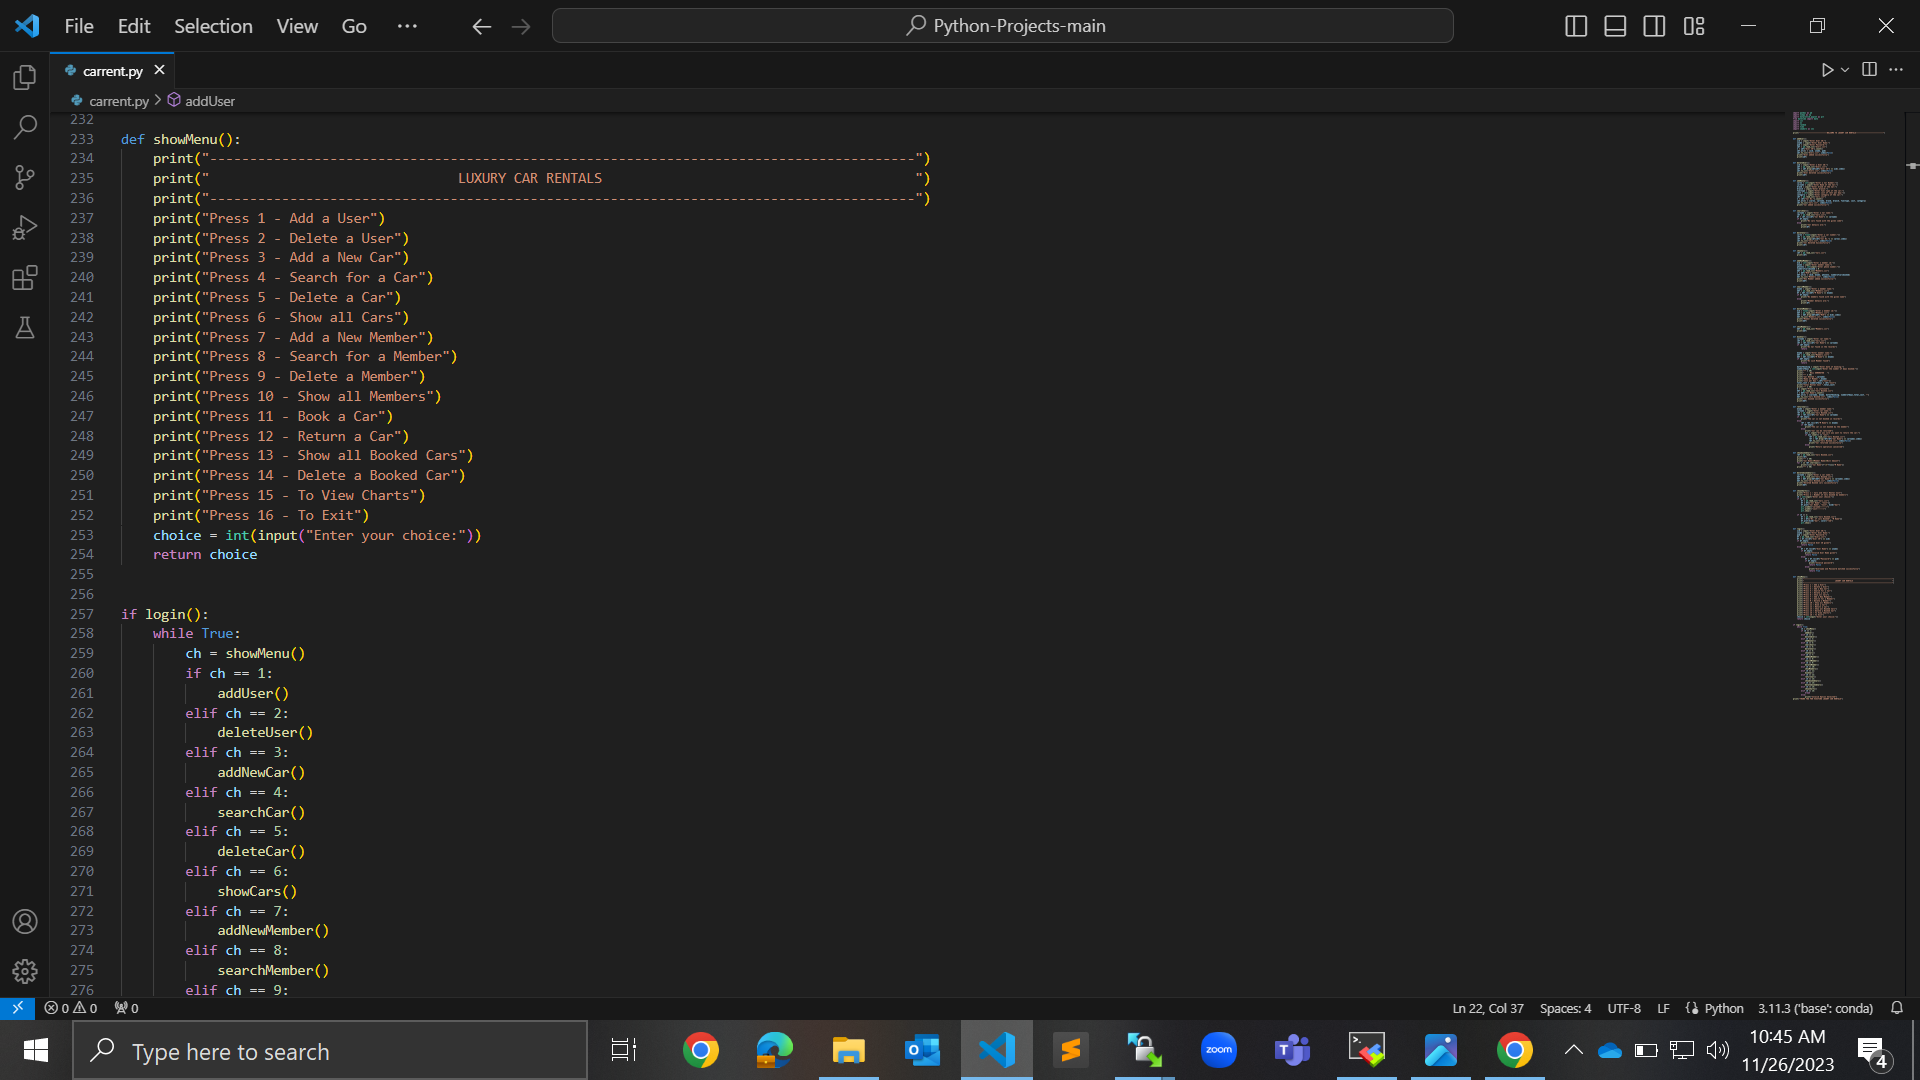 File Edit Selection View Go ··· Python-Projects-main
carrent.py
carrent.py > addUser
232
233 def showMenu():
234 print("----------------------------------------------------------------------------------------")
235 print(" LUXURY CAR RENTALS ")
236 print("----------------------------------------------------------------------------------------")
237 print("Press 1 - Add a User")
238 print("Press 2 - Delete a User")
239 print("Press 3 - Add a New Car")
240 print("Press 4 - Search for a Car")
241 print("Press 5 - Delete a Car")
242 print("Press 6 - Show all Cars")
243 print("Press 7 - Add a New Member")
244 print("Press 8 - Search for a Member")
245 print("Press 9 - Delete a Member")
246 print("Press 10 - Show all Members")
247 print("Press 11 - Book a Car")
248 print("Press 12 - Return a Car")
249 print("Press 13 - Show all Booked Cars")
250 print("Press 14 - Delete a Booked Car")
251 print("Press 15 - To View Charts")
252 print("Press 16 - To Exit")
253 choice = int(input("Enter your choice:"))
254 return choice
255
256
257 if login():
258 while True:
259 ch = showMenu()
260 if ch == 1:
261 addUser()
262 elif ch == 2:
263 deleteUser()
264 elif ch == 3:
265 addNewCar()
266 elif ch == 4:
267 searchCar()
268 elif ch == 5:
269 deleteCar()
270 elif ch == 6:
271 showCars()
272 elif ch == 7:
273 addNewMember()
274 elif ch == 8:
275 searchMember()
276 elif ch == 9:
0 0 0 Ln 22, Col 37 Spaces: 4 UTF-8 LF Python 3.11.3 ('base': conda)
Type here to search
zoom
10:45 AM
11/26/2023
4